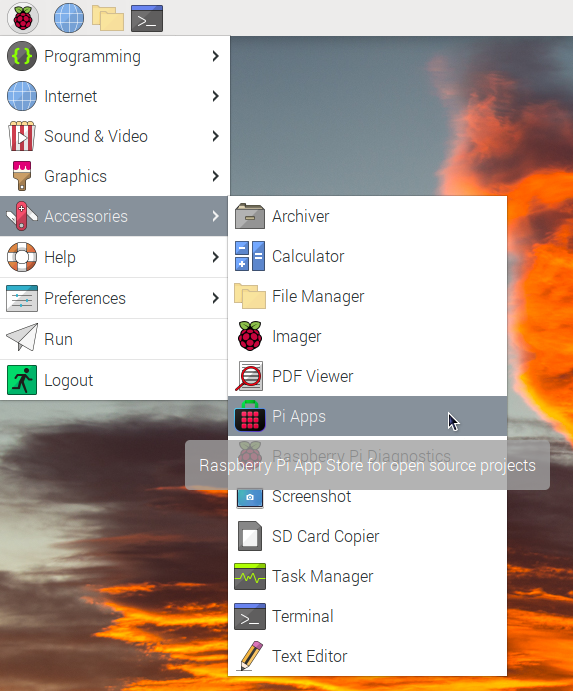 Programming
Internet
Sound & Video
Graphics
Accessories
Help
Preferences
Run
Logout
Archiver
Calculator
File Manager
Imager
PDF Viewer
Pi Apps
Raspberry Pi Diagnostics
Raspberry Pi App Store for open source projects
Screenshot
SD Card Copier
Task Manager
Terminal
Text Editor